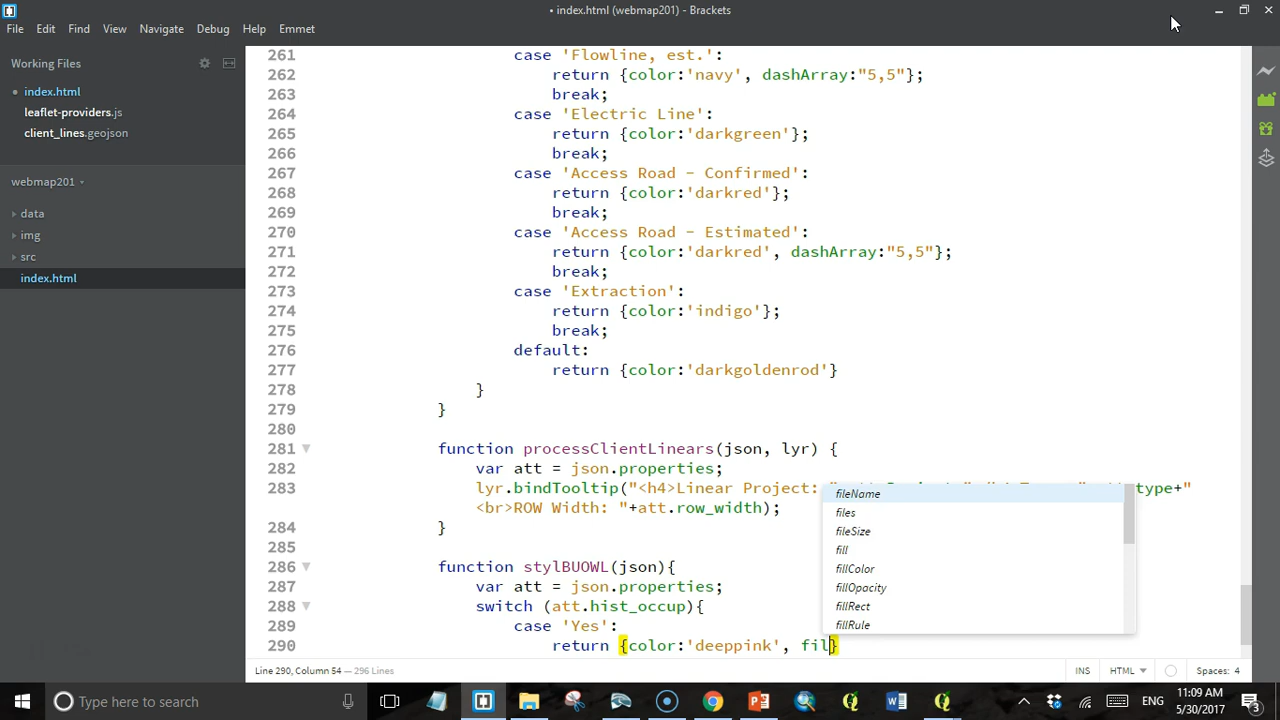 • index.html (webmap201) - Brackets
File Edit Find View Navigate Debug Help Emmet
Working Files
index.html
leaflet-providers.js
client_lines.geojson
webmap201
data
img
src
index.html
261 case 'Flowline, est.':
262 return {color:'navy', dashArray:"5,5"};
263 break;
264 case 'Electric Line':
265 return {color:'darkgreen'};
266 break;
267 case 'Access Road - Confirmed':
268 return {color:'darkred'};
269 break;
270 case 'Access Road - Estimated':
271 return {color:'darkred', dashArray:"5,5"};
272 break;
273 case 'Extraction':
274 return {color:'indigo'};
275 break;
276 default:
277 return {color:'darkgoldenrod'}
278 }
279 }
280
281 function processClientLinears(json, lyr) {
282 var att = json.properties;
283 lyr.bindTooltip("<h4>Linear Project: type+"
<br>ROW Width: "+att.row_width);
284 }
285
286 function stylBUOWL(json){
287 var att = json.properties;
288 switch (att.hist_occup){
289 case 'Yes':
290 return {color:'deeppink', fil}
fileName
files
fileSize
fill
fillColor
fillOpacity
fillRect
fillRule
Line 290, Column 54 — 296 Lines
INS HTML Spaces: 4
Type here to search
ENG
11:09 AM
5/30/2017
3